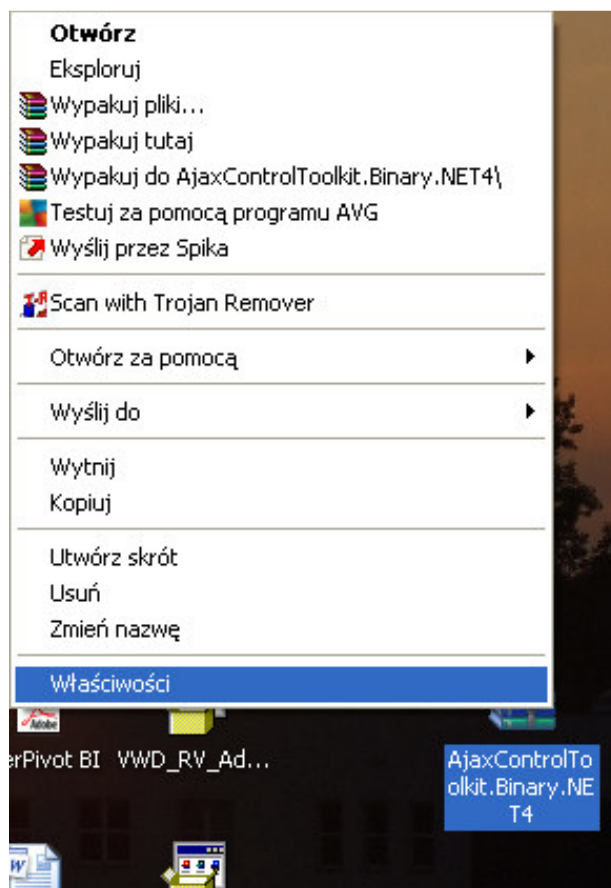 Otwórz
Eksploruj
Wypakuj pliki...
Wypakuj tutaj
Wypakuj do AjaxControlToolkit.Binary.NET4\
Testuj za pomocą programu AVG
Wyślij przez Spika
Scan with Trojan Remover
Otwórz za pomocą
Wyślij do
Wytnij
Kopiuj
Utwórz skrót
Usuń
Zmień nazwę
Właściwości
Adobe
erPivot BI VWD_RV_Ad... AjaxControlTo
olkit.Binary.NE
T4
W